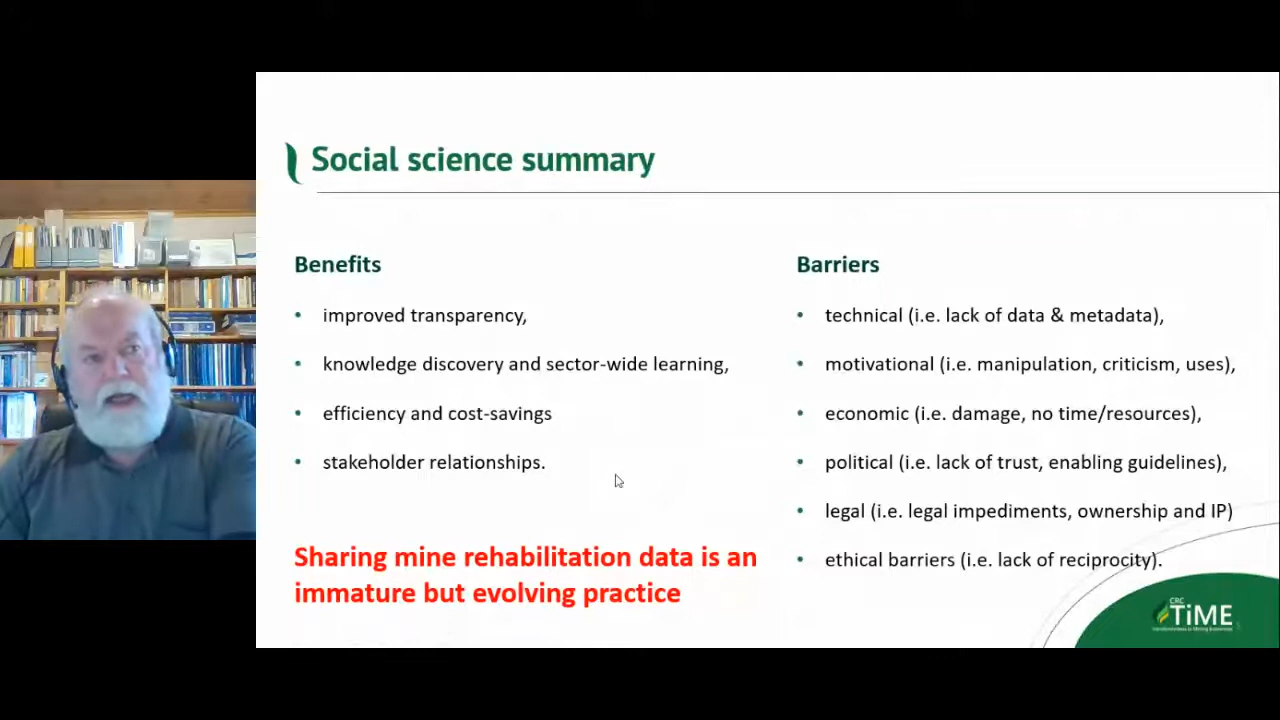 Social science summary
Benefits
• improved transparency,
• knowledge discovery and sector-wide learning,
• efficiency and cost-savings
• stakeholder relationships.
Sharing mine rehabilitation data is an
immature but evolving practice
Barriers
• technical (i.e. lack of data & metadata),
• motivational (i.e. manipulation, criticism, uses),
• economic (i.e. damage, no time/resources),
• political (i.e. lack of trust, enabling guidelines),
• legal (i.e. legal impediments, ownership and IP)
• ethical barriers (i.e. lack of reciprocity).
CRC
TiME